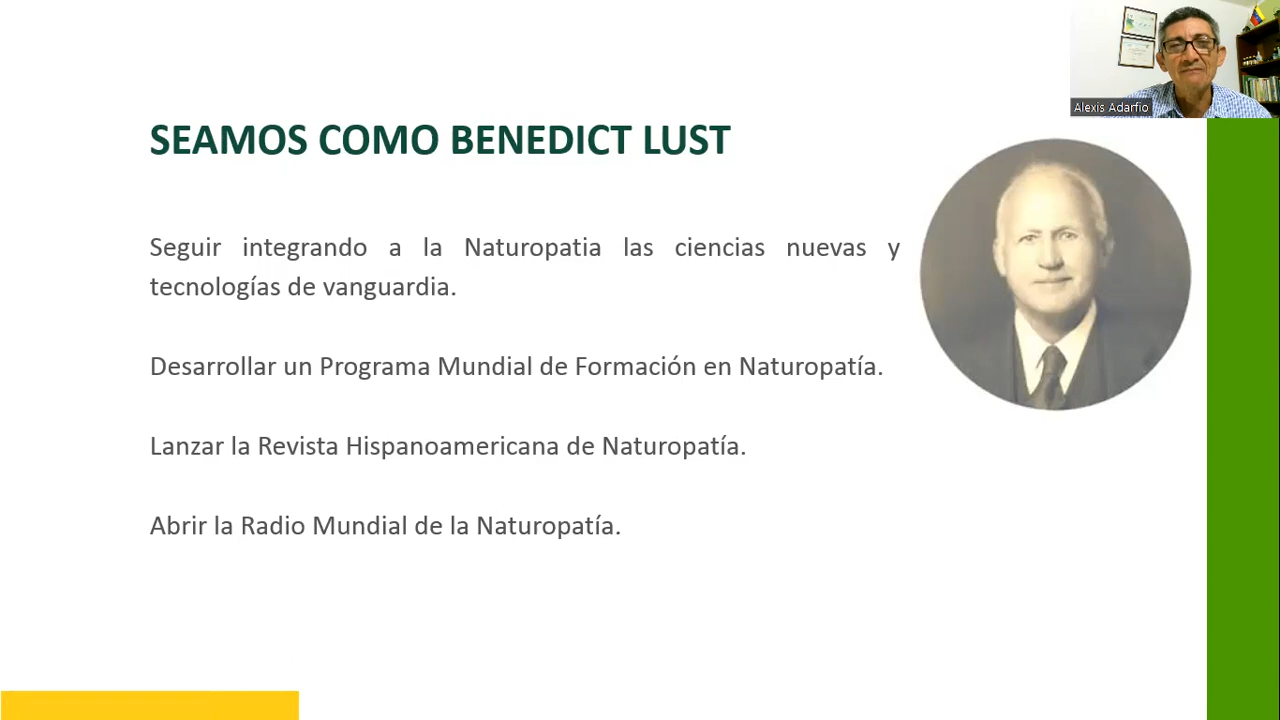 Alexis Adarfio
SEAMOS COMO BENEDICT LUST
Seguir integrando a la Naturopatia las ciencias nuevas y
tecnologías de vanguardia.
Desarrollar un Programa Mundial de Formación en Naturopatía.
Lanzar la Revista Hispanoamericana de Naturopatía.
Abrir la Radio Mundial de la Naturopatía.